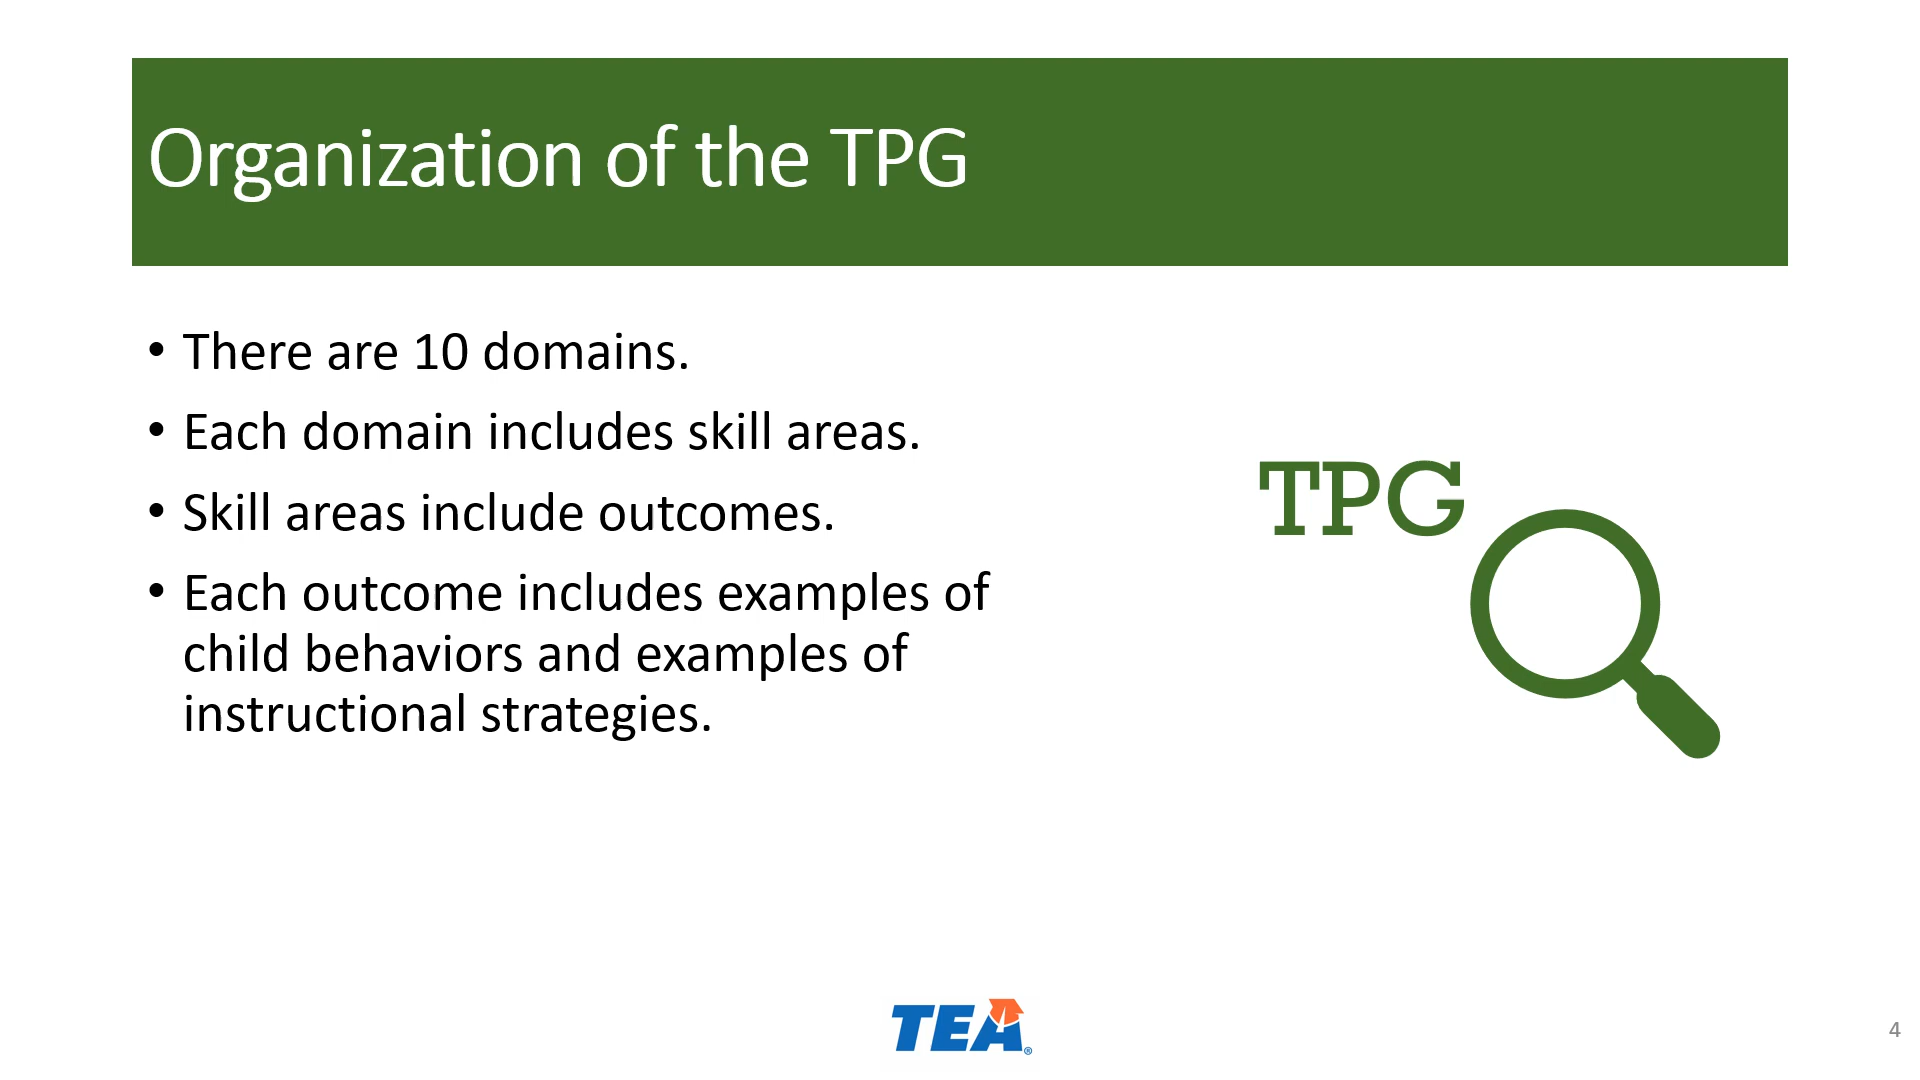 Organization of the TPG
• There are 10 domains.
• Each domain includes skill areas.
• Skill areas include outcomes.
• Each outcome includes examples of
child behaviors and examples of
instructional strategies.
TPG
TEA®
4